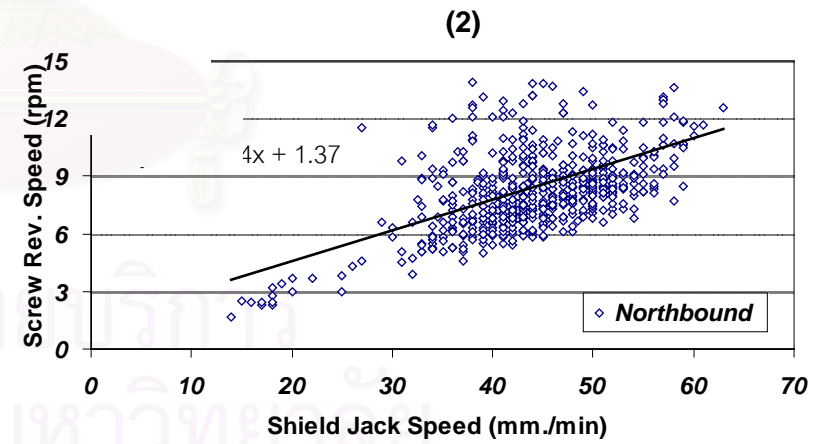 (2)
Screw Rev. Speed (rpm)
15
12
9
6
3
0
4x + 1.37
Northbound
0 10 20 30 40 50 60 70
Shield Jack Speed (mm./min)